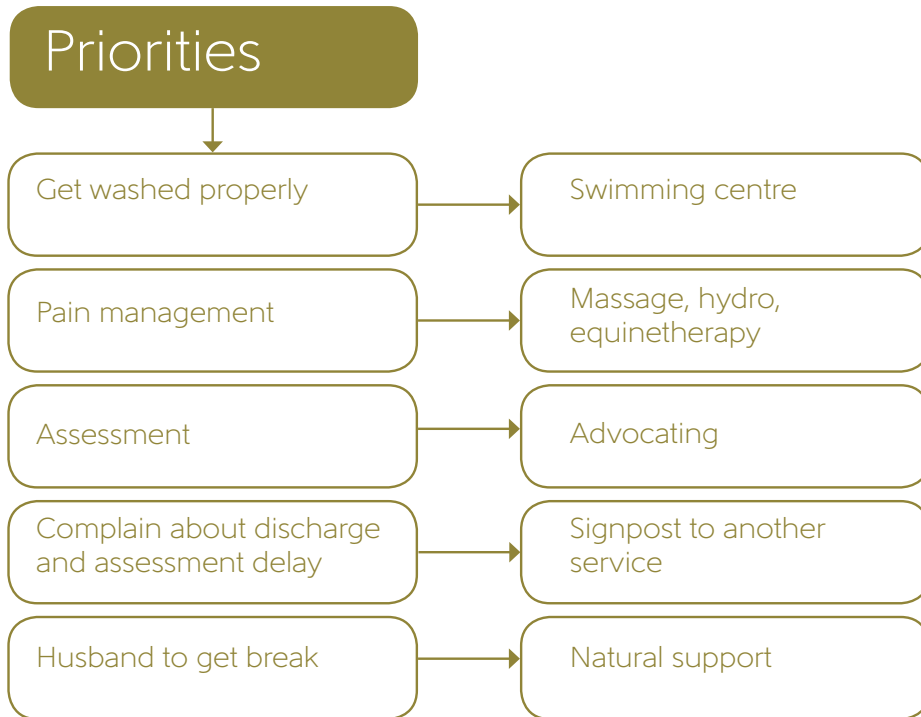 Priorities
Get washed properly
Swimming centre
Pain management
Massage, hydro,
equinetherapy
Assessment
Advocating
Complain about discharge
and assessment delay
Signpost to another
service
Husband to get break
Natural support